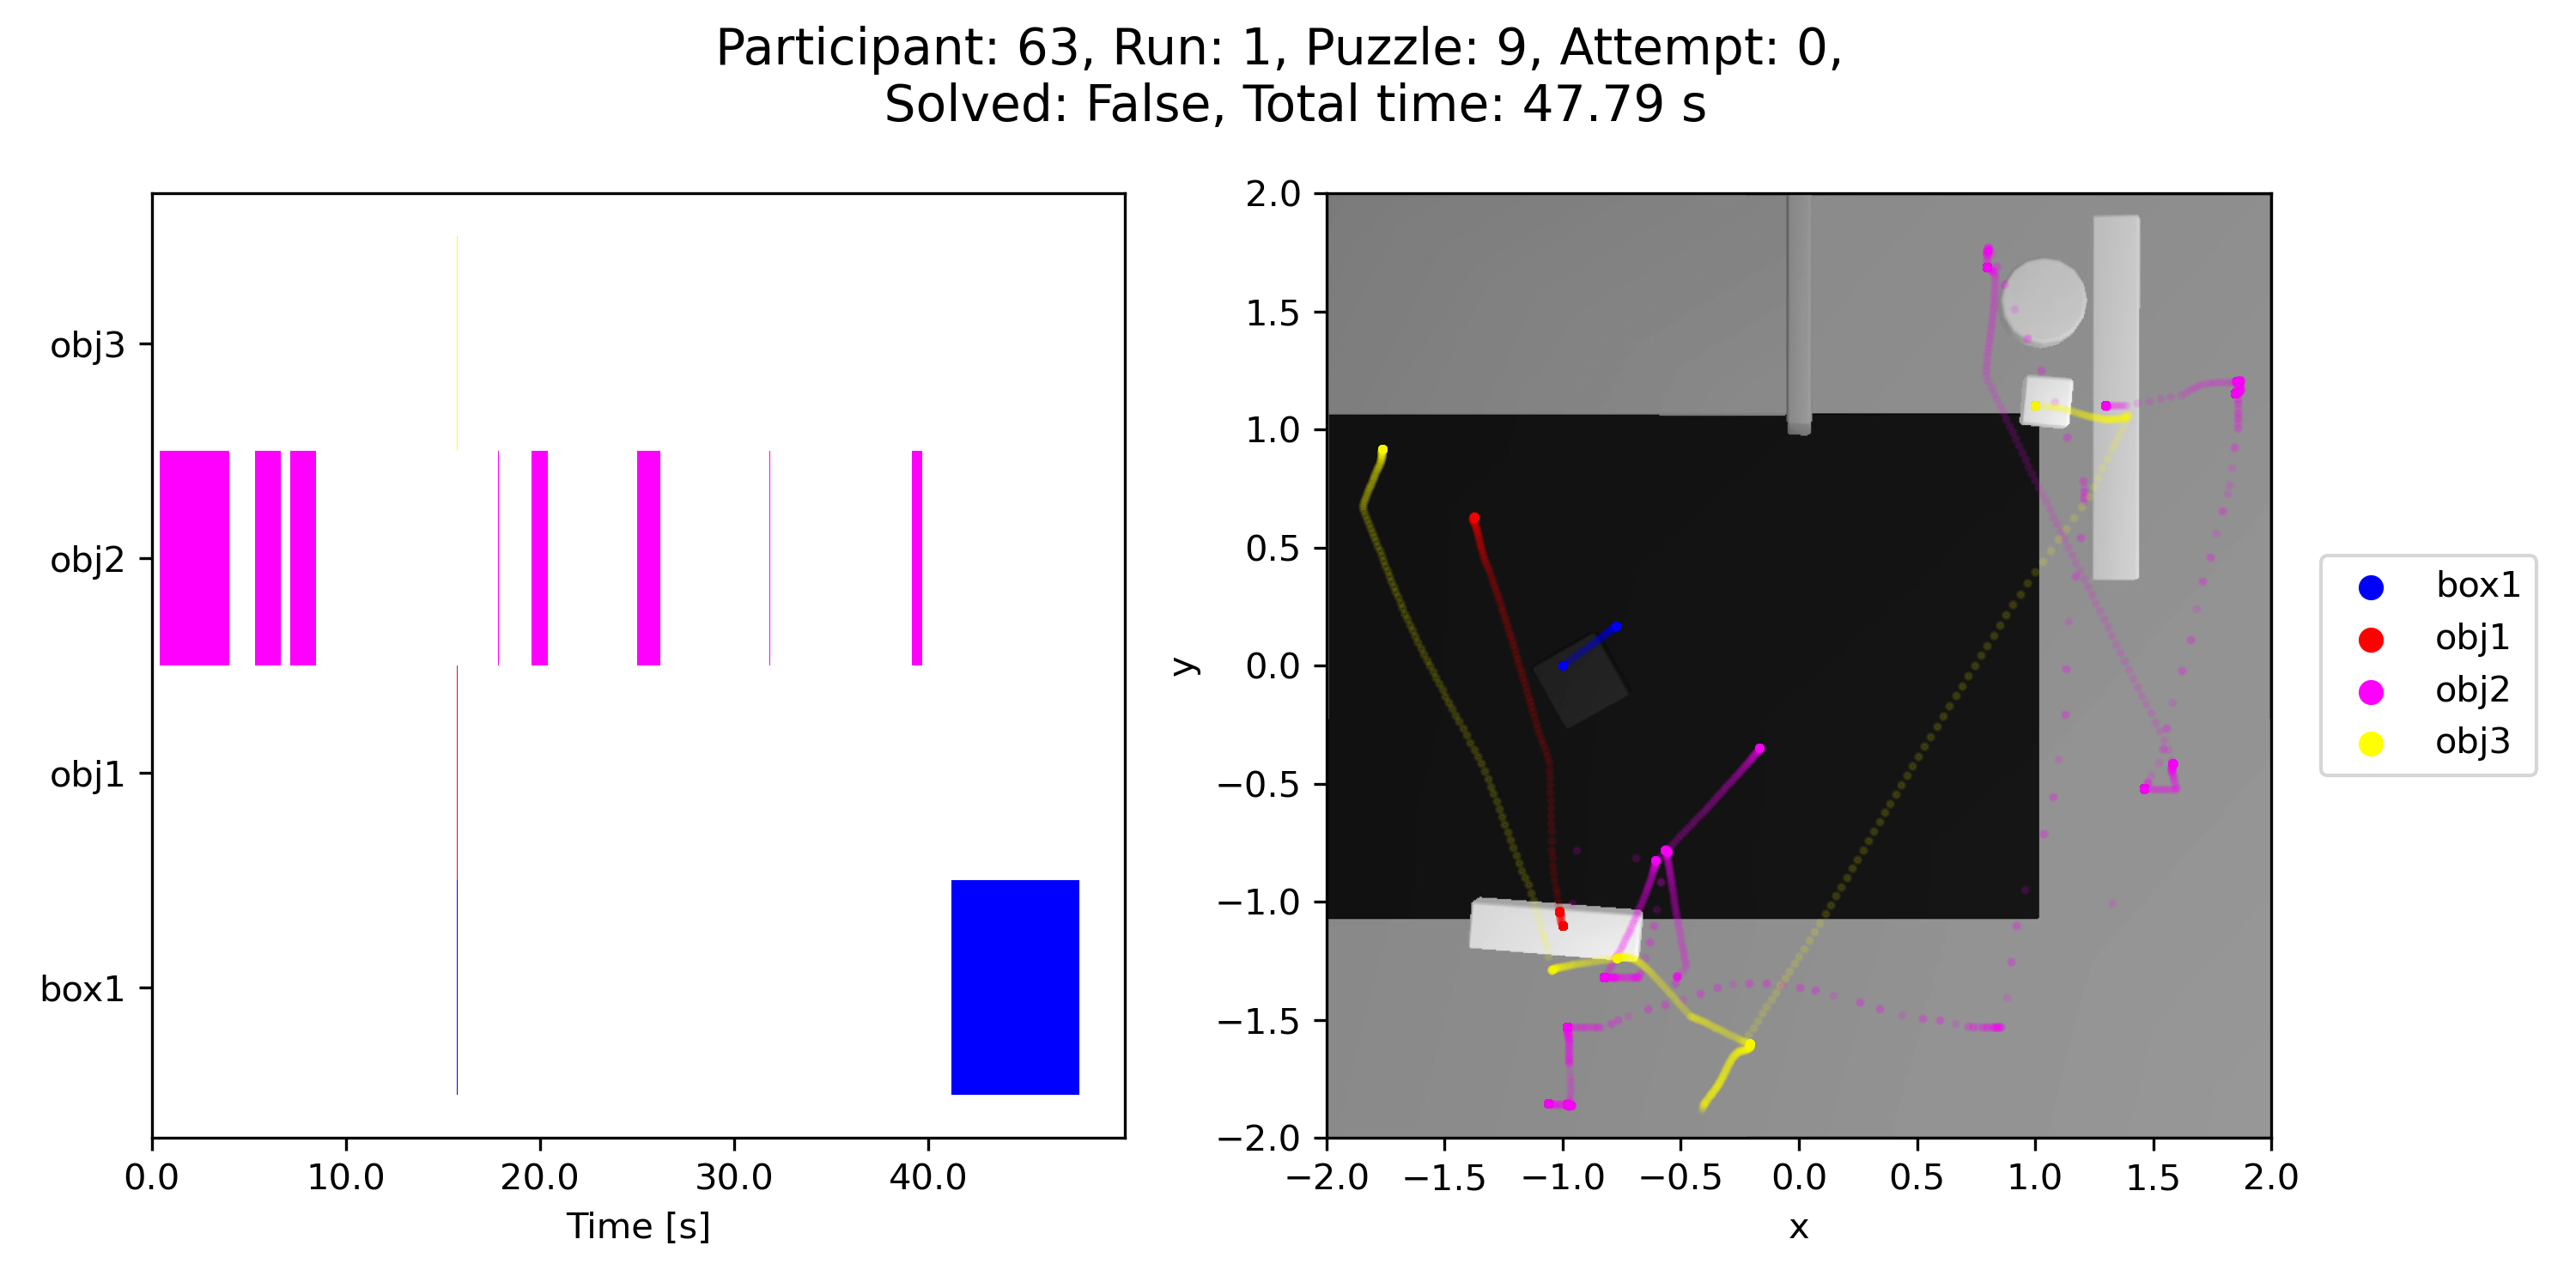 Participant: 63, Run: 1, Puzzle: 9, Attempt: 0,
Solved: False, Total time: 47.79 s
obj3
obj2
obj1
box1
0.0 10.0 20.0 30.0 40.0
Time [s]
2.0
1.5
1.0
0.5
0.0
−0.5
−1.0
−1.5
−2.0
y
−2.0 −1.5 −1.0 −0.5 0.0 0.5 1.0 1.5 2.0
x
box1
obj1
obj2
obj3